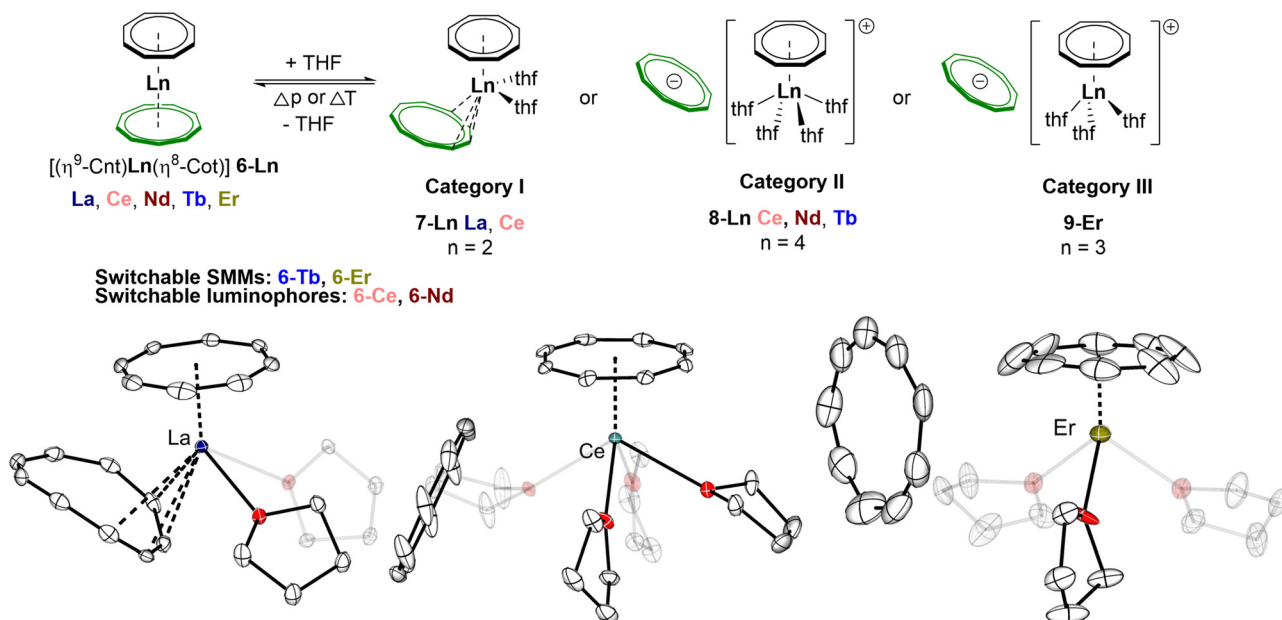 + THF
Δp or ΔT
- THF
Ln
[(η⁹-Cnt)Ln(η⁸-Cot)] 6-Ln
La, Ce, Nd, Tb, Er
Ln
thf
thf
Category I
7-Ln La, Ce
n = 2
or
⊖
⊕
Ln
thf
thf
thf
thf
Category II
8-Ln Ce, Nd, Tb
n = 4
or
⊖
⊕
Ln
thf
thf
thf
Category III
9-Er
n = 3
Switchable SMMs: 6-Tb, 6-Er
Switchable luminophores: 6-Ce, 6-Nd
La
Ce
Er